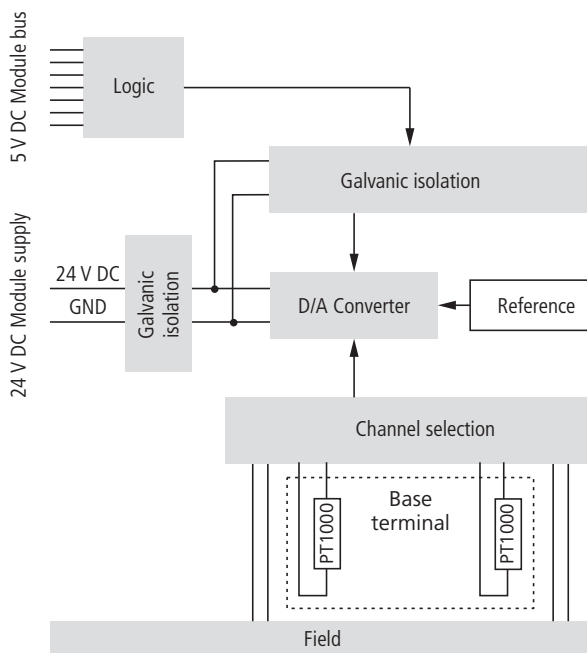 5 V DC Module bus
Logic
Galvanic isolation
24 V DC Module supply
24 V DC
GND
Galvanic
isolation
D/A Converter
Reference
Channel selection
Base
terminal
PT1000
PT1000
Field